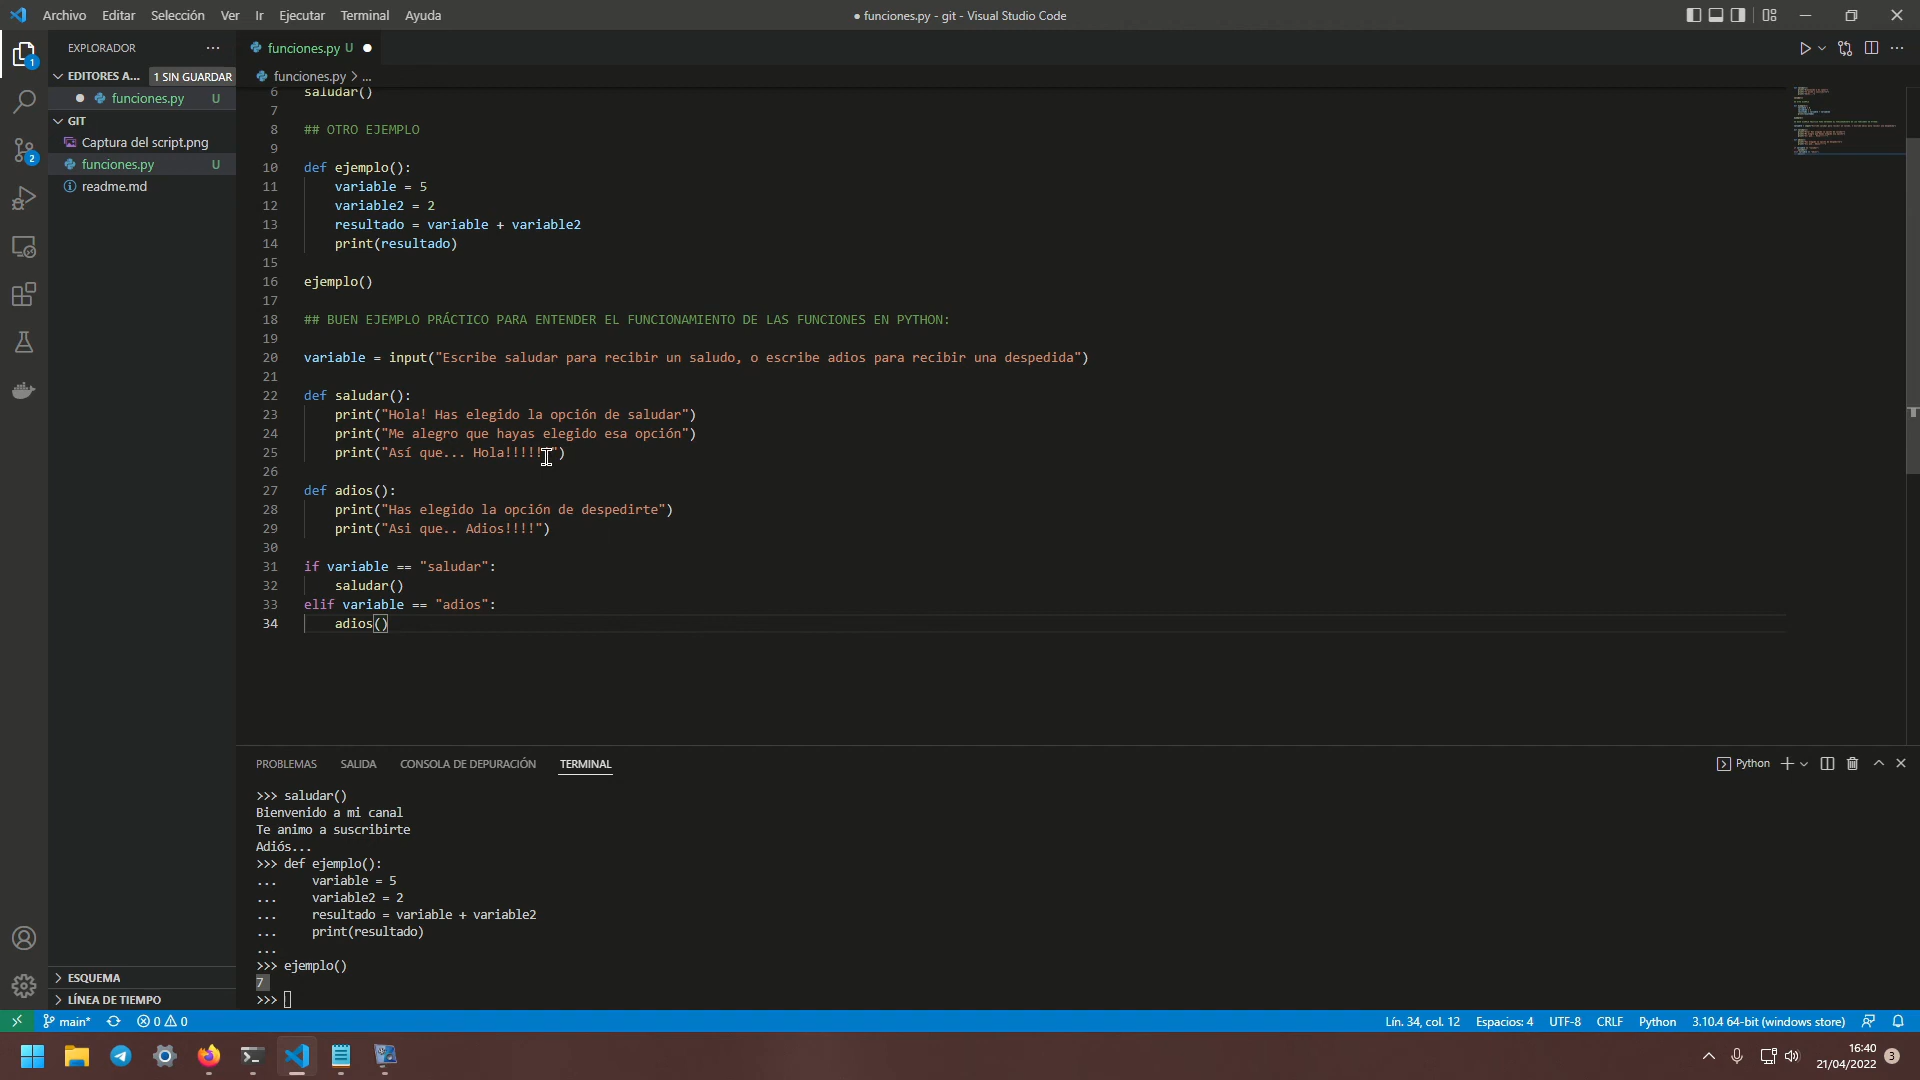 Archivo Editar Selección Ver Ir Ejecutar Terminal Ayuda
● funciones.py - git - Visual Studio Code
EXPLORADOR
funciones.py U
EDITORES A... 1 SIN GUARDAR
funciones.py > ...
funciones.py U
GIT
Captura del script.png
funciones.py U
readme.md
6 saludar()
7
8 ## OTRO EJEMPLO
9
10 def ejemplo():
11 variable = 5
12 variable2 = 2
13 resultado = variable + variable2
14 print(resultado)
15
16 ejemplo()
17
18 ## BUEN EJEMPLO PRÁCTICO PARA ENTENDER EL FUNCIONAMIENTO DE LAS FUNCIONES EN PYTHON:
19
20 variable = input("Escribe saludar para recibir un saludo, o escribe adios para recibir una despedida")
21
22 def saludar():
23 print("Hola! Has elegido la opción de saludar")
24 print("Me alegro que hayas elegido esa opción")
25 print("Así que... Hola!!!!!")
26
27 def adios():
28 print("Has elegido la opción de despedirte")
29 print("Asi que.. Adios!!!!")
30
31 if variable == "saludar":
32 saludar()
33 elif variable == "adios":
34 adios()
PROBLEMAS SALIDA CONSOLA DE DEPURACIÓN TERMINAL
Python
>>> saludar()
Bienvenido a mi canal
Te animo a suscribirte
Adiós...
>>> def ejemplo():
... variable = 5
... variable2 = 2
... resultado = variable + variable2
... print(resultado)
...
>>> ejemplo()
7
>>>
ESQUEMA
LÍNEA DE TIEMPO
1
2
main* 0 0
Lín. 34, col. 12 Espacios: 4 UTF-8 CRLF Python 3.10.4 64-bit (windows store)
16:40
21/04/2022
3